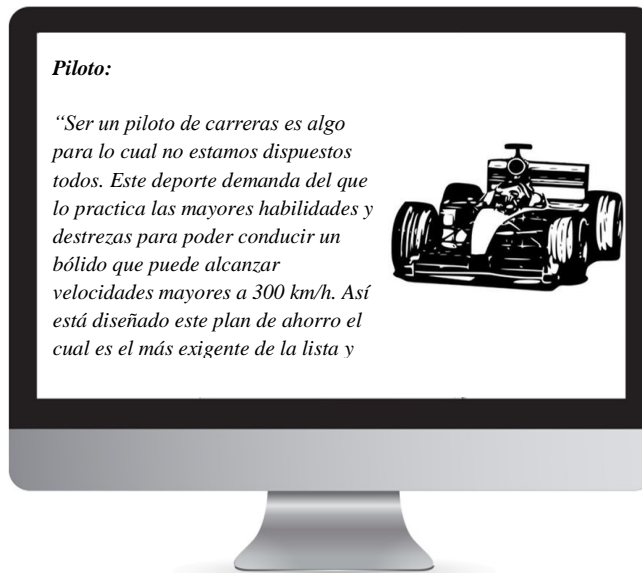 Piloto:
“Ser un piloto de carreras es algo
para lo cual no estamos dispuestos
todos. Este deporte demanda del que
lo practica las mayores habilidades y
destrezas para poder conducir un
bólido que puede alcanzar
velocidades mayores a 300 km/h. Así
está diseñado este plan de ahorro el
cual es el más exigente de la lista y